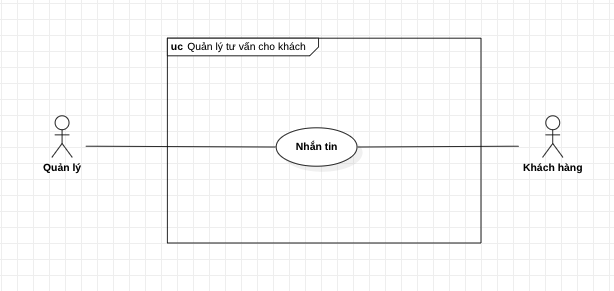 uc Quản lý tư vấn cho khách
Nhắn tin
Quản lý
Khách hàng